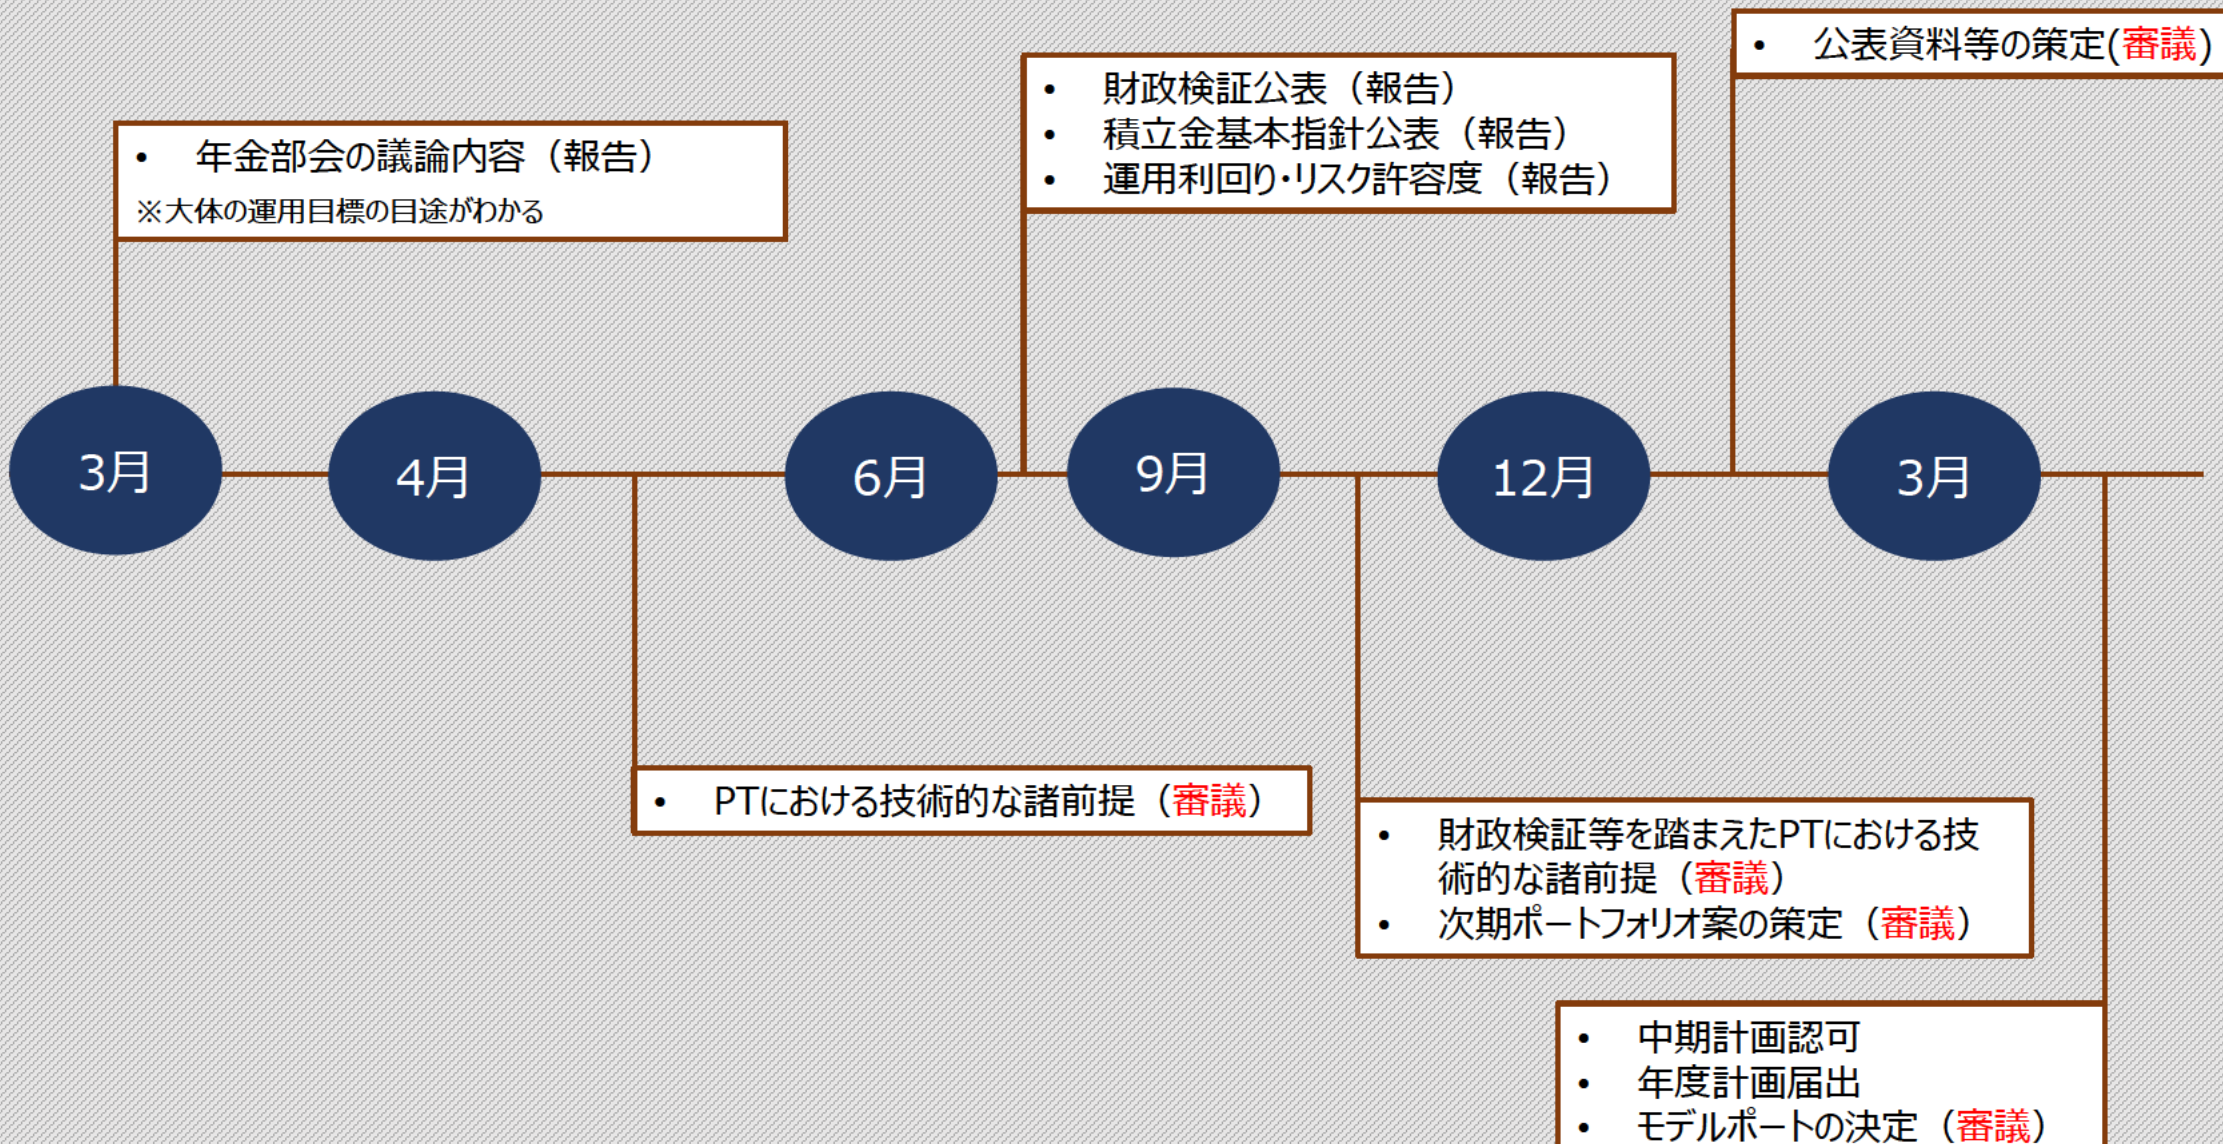 • 公表資料等の策定(審議)
• 財政検証公表（報告）
• 積立金基本指針公表（報告）
• 運用利回り・リスク許容度（報告）
• 年金部会の議論内容（報告）
※大体の運用目標の目途がわかる
3月
4月
6月
9月
12月
3月
• PTにおける技術的な諸前提（審議）
• 財政検証等を踏まえたPTにおける技
術的な諸前提（審議）
• 次期ポートフォリオ案の策定（審議）
• 中期計画認可
• 年度計画届出
• モデルポートの決定（審議）